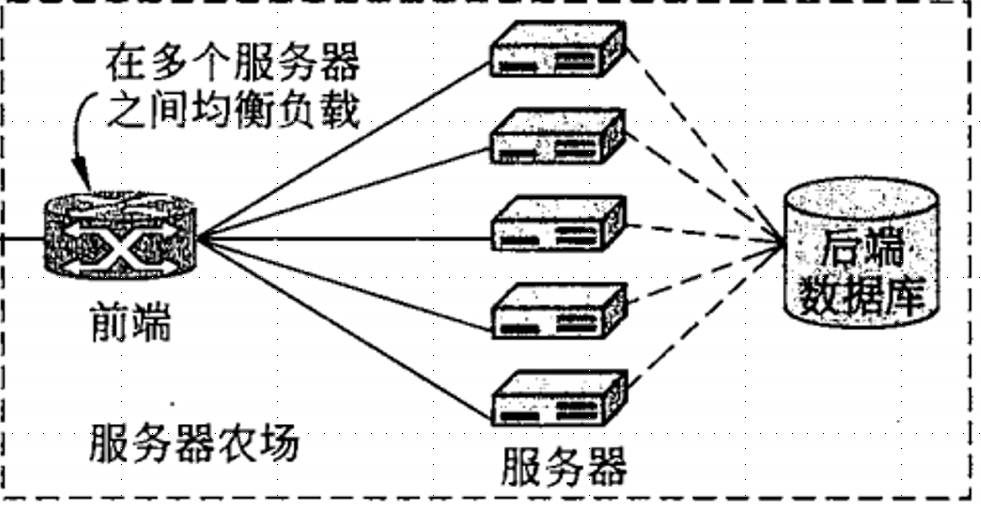 在多个服务器
之间均衡负载
前端
服务器农场
服务器
后端
数据库